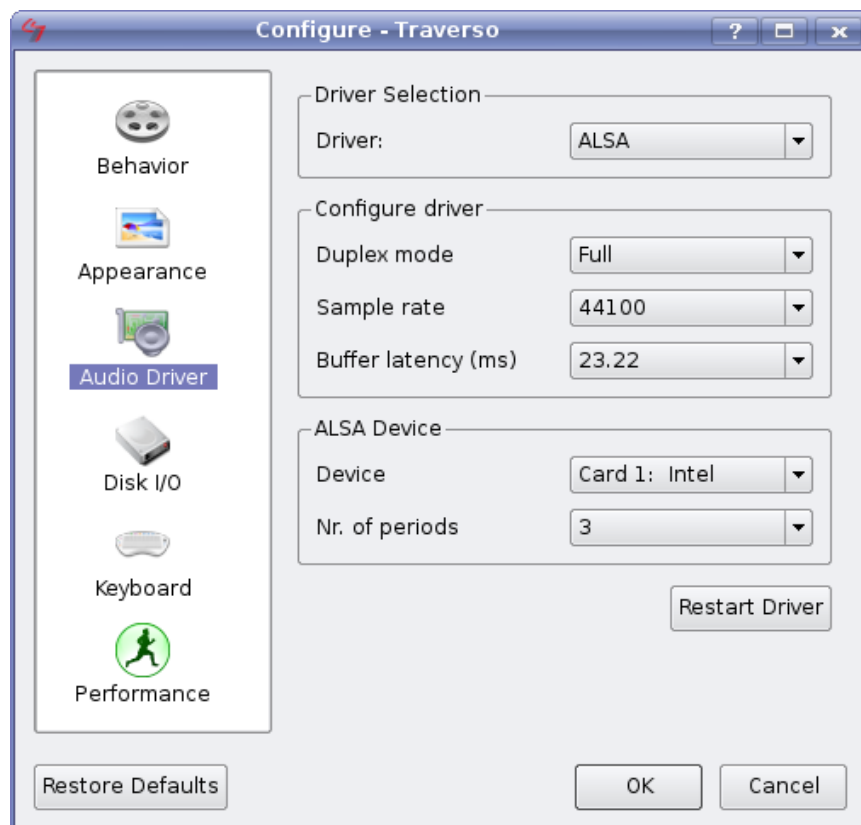 Configure - Traverso
Behavior
Appearance
Audio Driver
Disk I/O
Keyboard
Performance
Driver Selection
Driver: ALSA
Configure driver
Duplex mode Full
Sample rate 44100
Buffer latency (ms) 23.22
ALSA Device
Device Card 1: Intel
Nr. of periods 3
Restart Driver
Restore Defaults OK Cancel